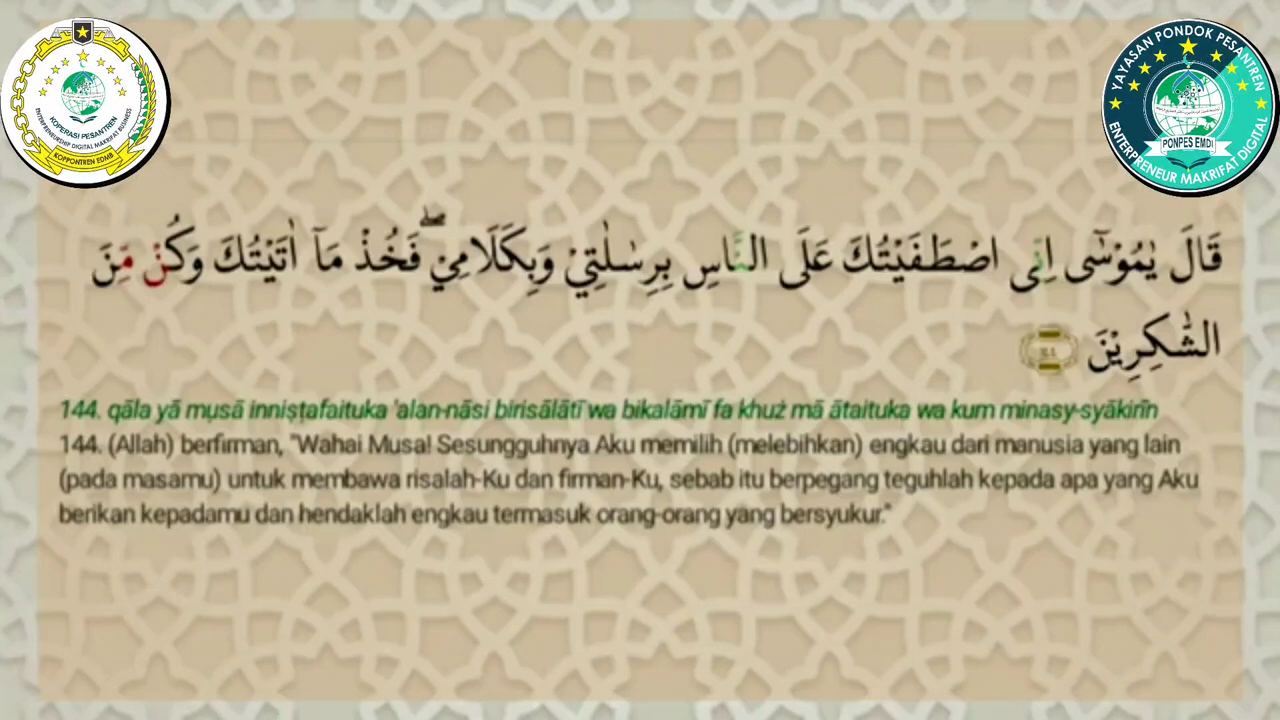 KOPERASI PESANTREN
ENTERPRENEURSHIP DIGITAL MAKRIFAT BUSINESS
KOPPONTREN EDMB
YAYASAN PONDOK PESANTREN
PONPES EMDI
ENTERPRENEUR MAKRIFAT DIGITAL
قَالَ يٰمُوْسٰٓى اِنِّى اصْطَفَيْتُكَ عَلَى النَّاسِ بِرِسٰلٰتِيْ وَبِكَلَامِيْ ۖ فَخُذْ مَآ اٰتَيْتُكَ وَكُنْ مِّنَ
الشّٰكِرِيْنَ
144. qāla yā mụsā inniṣṭafaituka 'alan-nāsi birisālātī wa bikalāmī fa khuż mā ātaituka wa kum minasy-syākirīn
144. (Allah) berfirman, "Wahai Musa! Sesungguhnya Aku memilih (melebihkan) engkau dari manusia yang lain
(pada masamu) untuk membawa risalah-Ku dan firman-Ku, sebab itu berpegang teguhlah kepada apa yang Aku
berikan kepadamu dan hendaklah engkau termasuk orang-orang yang bersyukur."